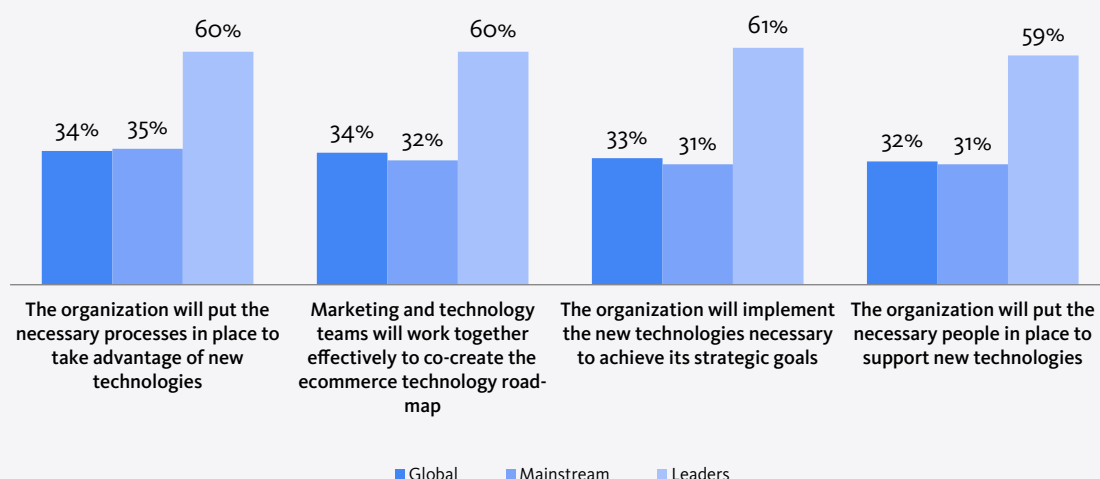 34% 35% 60%
34% 32% 60%
33% 31% 61%
32% 31% 59%
The organization will put the
necessary processes in place to
take advantage of new
technologies
Marketing and technology
teams will work together
effectively to co-create the
ecommerce technology road-
map
The organization will implement
the new technologies necessary
to achieve its strategic goals
The organization will put the
necessary people in place to
support new technologies
Global Mainstream Leaders